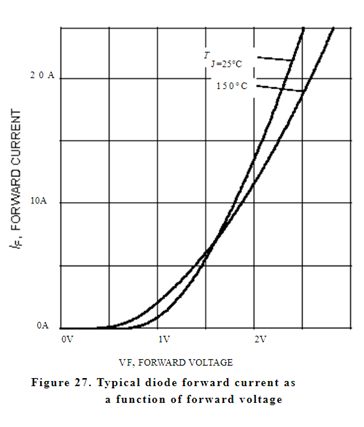 T
J=25°C
20A
150°C
IF, FORWARD CURRENT
10A
0A
0V 1V 2V
VF, FORWARD VOLTAGE
Figure 27. Typical diode forward current as
a function of forward voltage